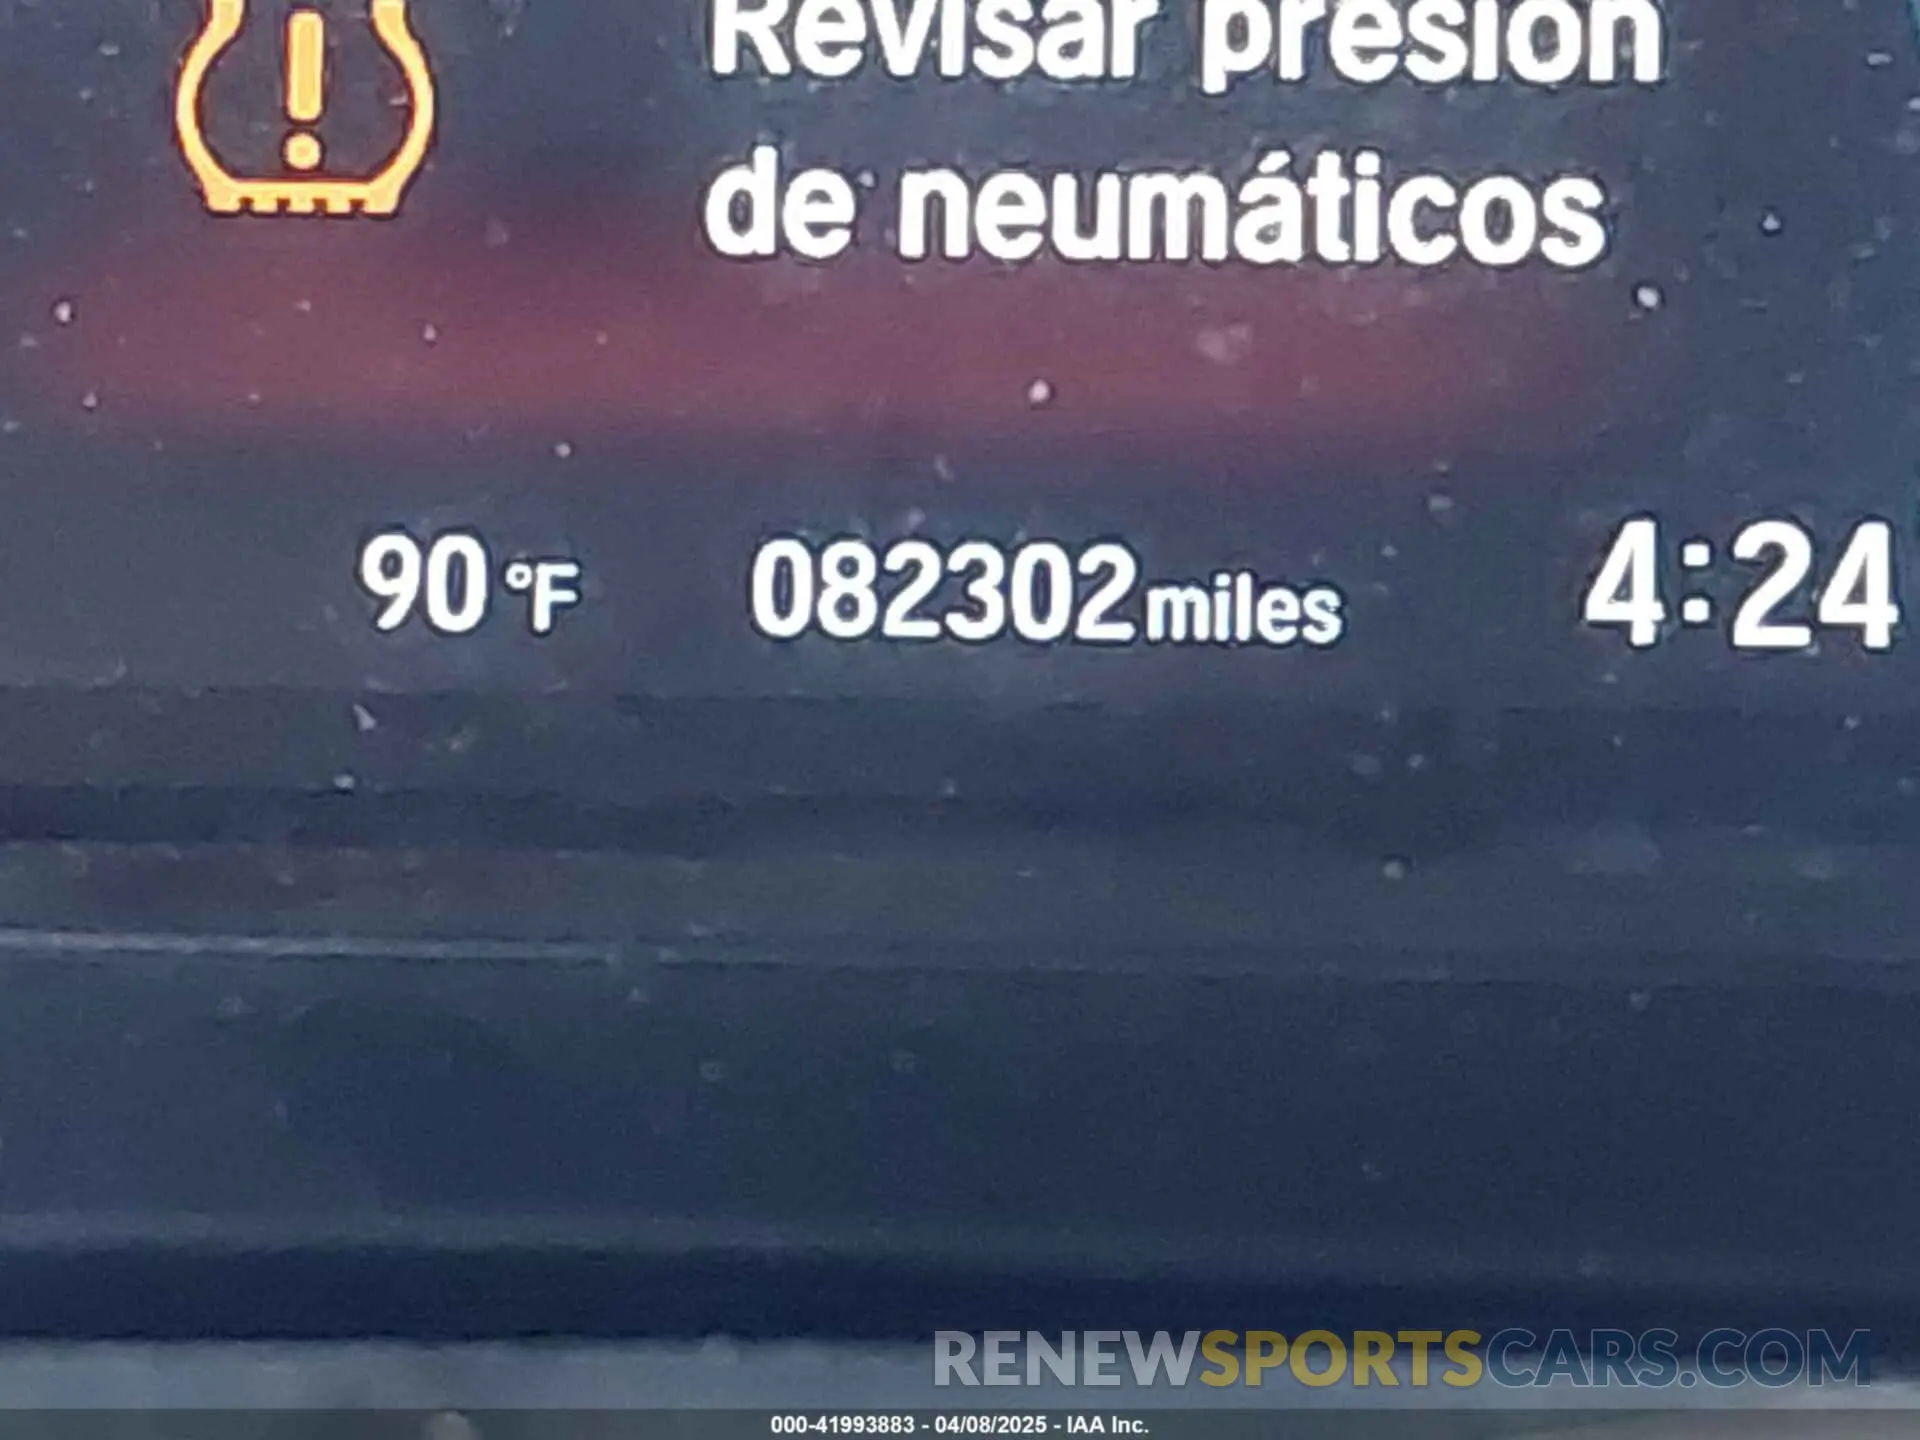 Revisar presión
de neumáticos
90 °F 082302 miles 4:24
RENEWSPORTSCARS.COM
000-41993883 - 04/08/2025 - IAA Inc.